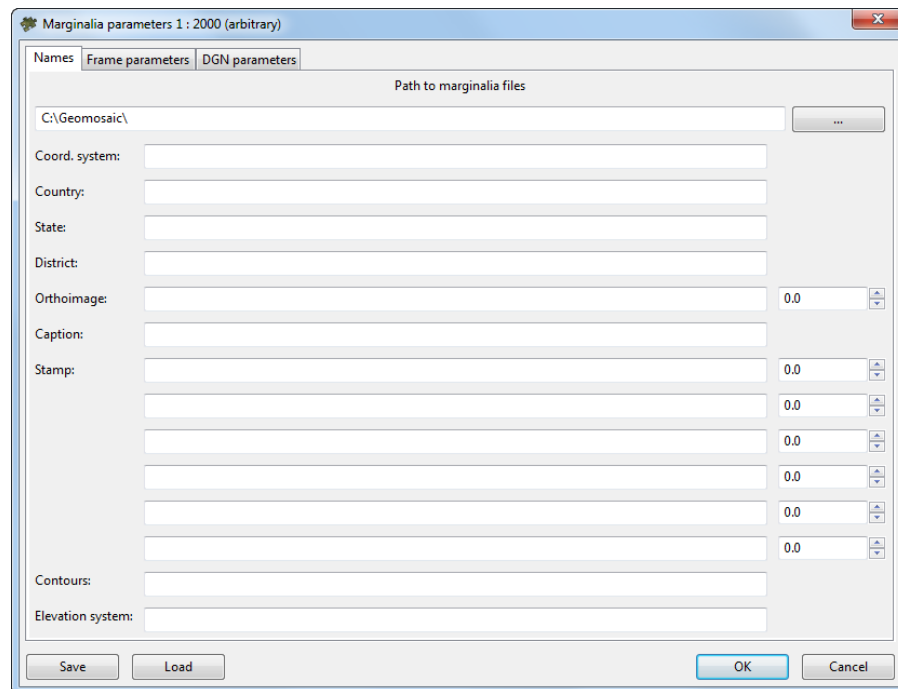 Marginalia parameters 1 : 2000 (arbitrary)
Names Frame parameters DGN parameters
Path to marginalia files
C:\Geomosaic\ ...
Coord. system:
Country:
State:
District:
Orthoimage: 0.0
Caption:
Stamp: 0.0
0.0
0.0
0.0
0.0
0.0
Contours:
Elevation system:
Save Load OK Cancel